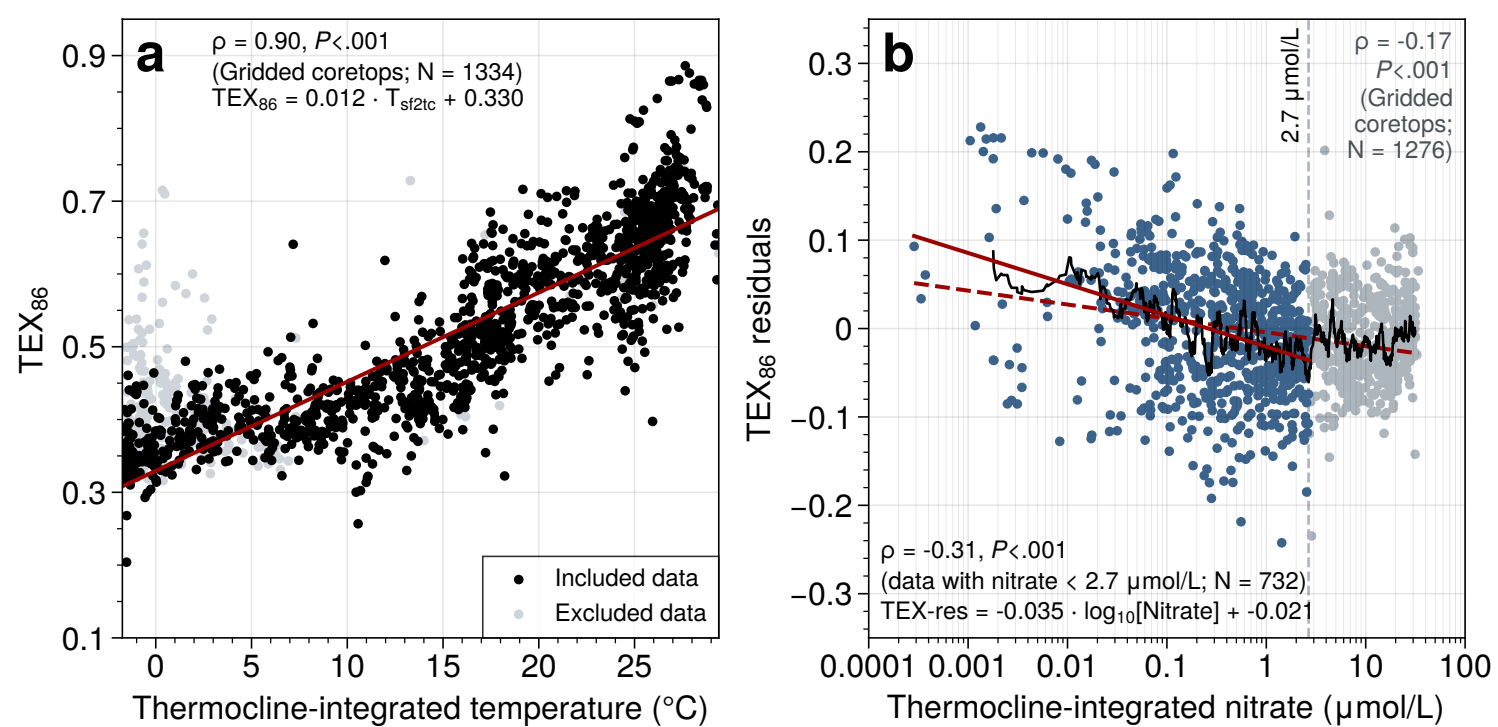 a
ρ = 0.90, P<.001
(Gridded coretops; N = 1334)
TEX86 = 0.012 · Tsf2tc + 0.330
0.9
0.7
0.5
0.3
0.1
TEX86
Included data
Excluded data
0
5
10
15
20
25
Thermocline-integrated temperature (°C)
b
2.7 μmol/L
ρ = -0.17
P<.001
(Gridded
coretops;
N = 1276)
0.3
0.2
0.1
0
−0.1
−0.2
−0.3
TEX86 residuals
ρ = -0.31, P<.001
(data with nitrate < 2.7 μmol/L; N = 732)
TEX-res = -0.035 · log10[Nitrate] + -0.021
0.0001
0.001
0.01
0.1
1
10
100
Thermocline-integrated nitrate (μmol/L)